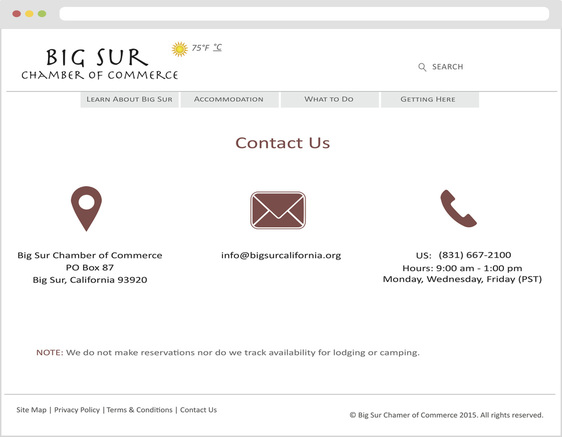 BIG SUR
CHAMBER OF COMMERCE
75°F °C
SEARCH
Learn About Big Sur
Accommodation
What to Do
Getting Here
Contact Us
Big Sur Chamber of Commerce
PO Box 87
Big Sur, California 93920
info@bigsurcalifornia.org
US: (831) 667-2100
Hours: 9:00 am - 1:00 pm
Monday, Wednesday, Friday (PST)
NOTE: We do not make reservations nor do we track availability for lodging or camping.
Site Map | Privacy Policy | Terms & Conditions | Contact Us
© Big Sur Chamer of Commerce 2015. All rights reserved.